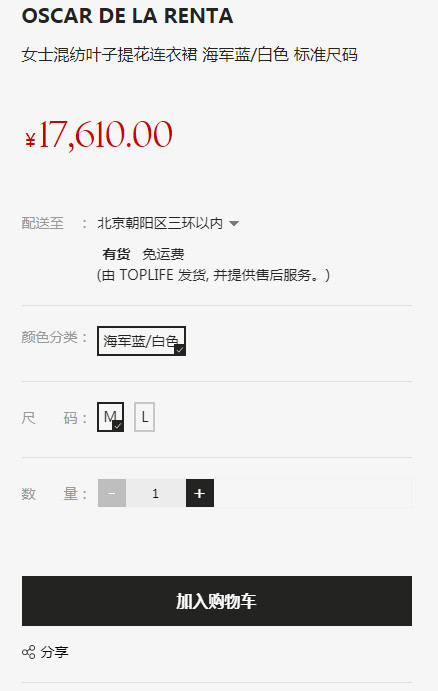 OSCAR DE LA RENTA
女士混纺叶子提花连衣裙 海军蓝/白色 标准尺码
¥17,610.00
配送至 : 北京朝阳区三环以内
有货 免运费
(由 TOPLIFE 发货, 并提供售后服务。)
颜色分类: 海军蓝/白色
尺 码: M L
数 量: - 1 +
加入购物车
分享